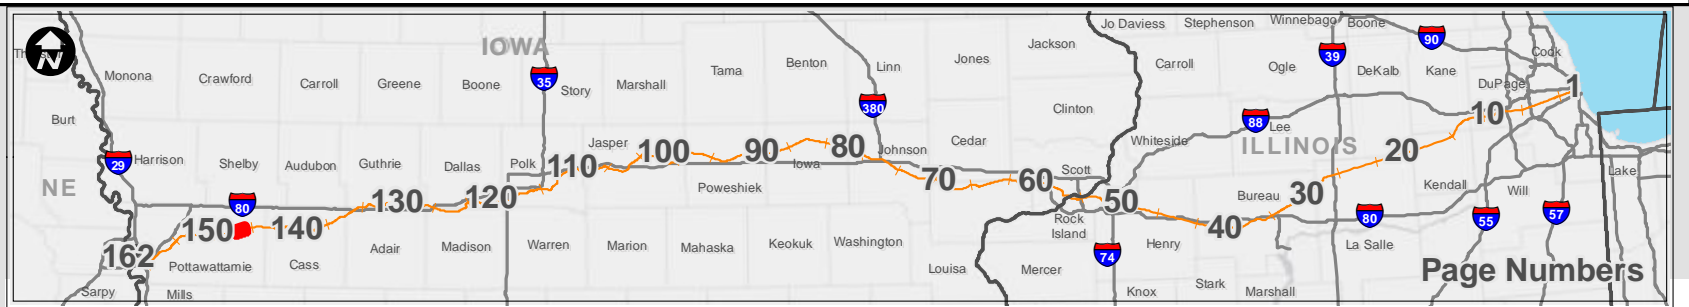 Jo Daviess Stephenson Winnebago Boone
90
N
IOWA
Jackson
39
Cook
Monona Crawford Carroll Greene Boone 35 Story Marshall Tama Benton Linn Jones Carroll Ogle DeKalb Kane
DuPage 1
380 Clinton
10
Burt
88 Lee
Whiteside
ILLINOIS
Jasper 100 90 80 Johnson Cedar
20
29 Harrison Shelby Audubon Guthrie Dallas Polk 110 Iowa
NE
70 60 Scott
Lake
Poweshiek
80 130 120 50 Bureau 30 Kendall Will
150 140
Rock
Island
40 80 55 57
162 Pottawattamie Cass Adair Madison Warren Marion Mahaska Keokuk Washington Henry La Salle
74
Louisa Mercer
Page Numbers
Sarpy Mills Knox Stark Marshall